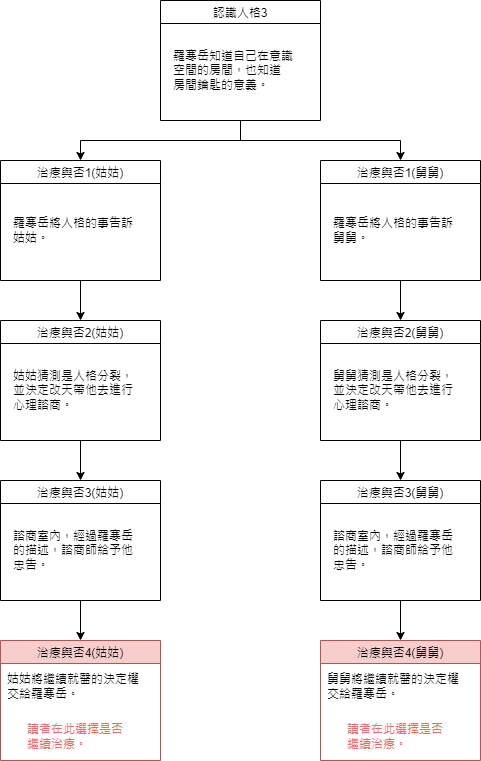 認識人格3
羅寒岳知道自己在意識
空間的房間，也知道
房間鑰匙的意義。
治療與否1(姑姑)
羅寒岳將人格的事告訴
姑姑。
治療與否2(姑姑)
姑姑猜測是人格分裂，
並決定改天帶他去進行
心理諮商。
治療與否3(姑姑)
諮商室內，經過羅寒岳
的描述，諮商師給予他
忠告。
治療與否4(姑姑)
姑姑將繼續就醫的決定權
交給羅寒岳。
讀者在此選擇是否
繼續治療。
治療與否1(舅舅)
羅寒岳將人格的事告訴
舅舅。
治療與否2(舅舅)
舅舅猜測是人格分裂，
並決定改天帶他去進行
心理諮商。
治療與否3(舅舅)
諮商室內，經過羅寒岳
的描述，諮商師給予他
忠告。
治療與否4(舅舅)
舅舅將繼續就醫的決定權
交給羅寒岳。
讀者在此選擇是否
繼續治療。